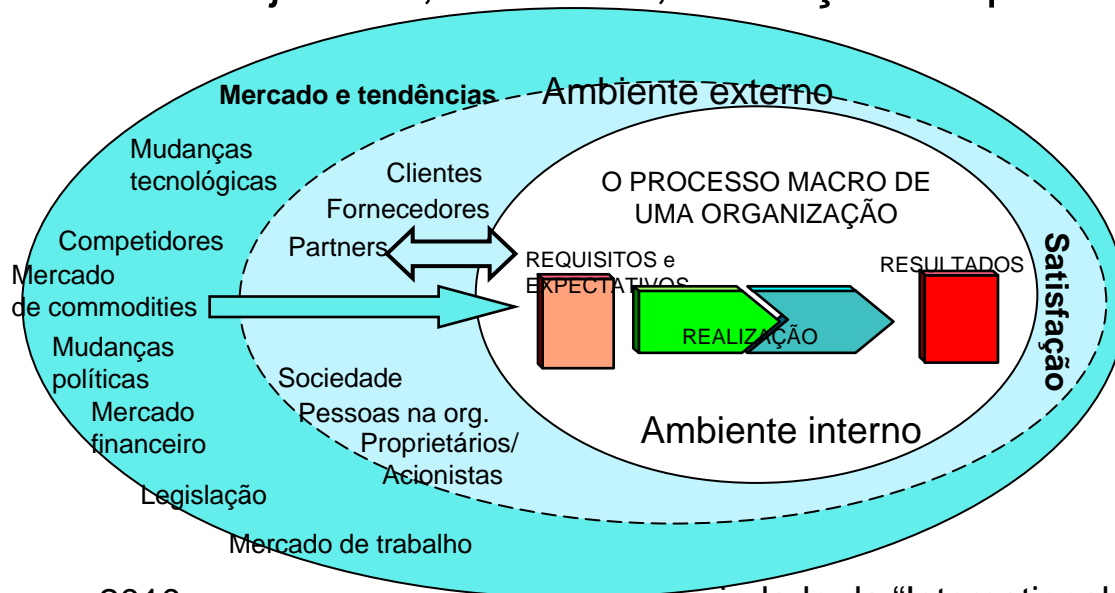 Mercado e tendências
Ambiente externo
Mudanças
tecnológicas
Clientes
Fornecedores
Partners
Competidores
Mercado
de commodities
Mudanças
políticas
Mercado
financeiro
Legislação
Mercado de trabalho
Sociedade
Pessoas na org.
Proprietários/
Acionistas
O PROCESSO MACRO DE
UMA ORGANIZAÇÃO
REQUISITOS e
EXPECTATIVOS
REALIZAÇÃO
RESULTADOS
Ambiente interno
Satisfação